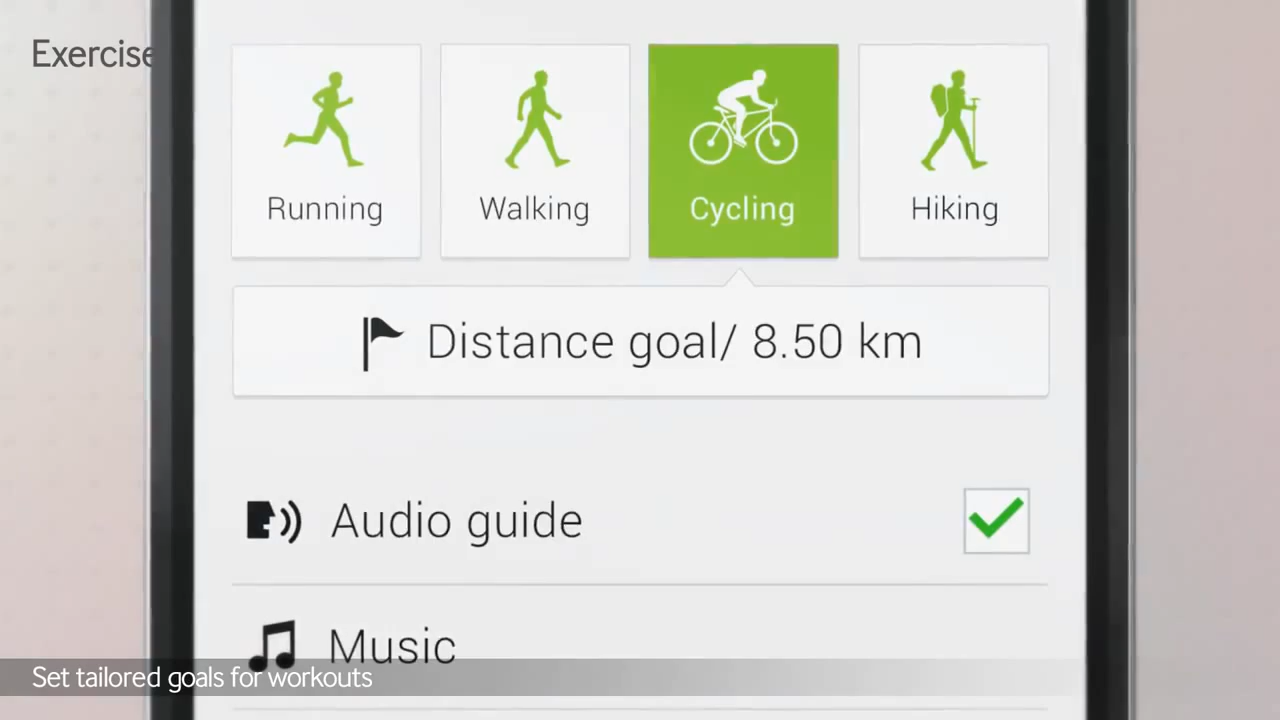 Exercise
Running
Walking
Cycling
Hiking
Distance goal/ 8.50 km
Audio guide
Music
Set tailored goals for workouts